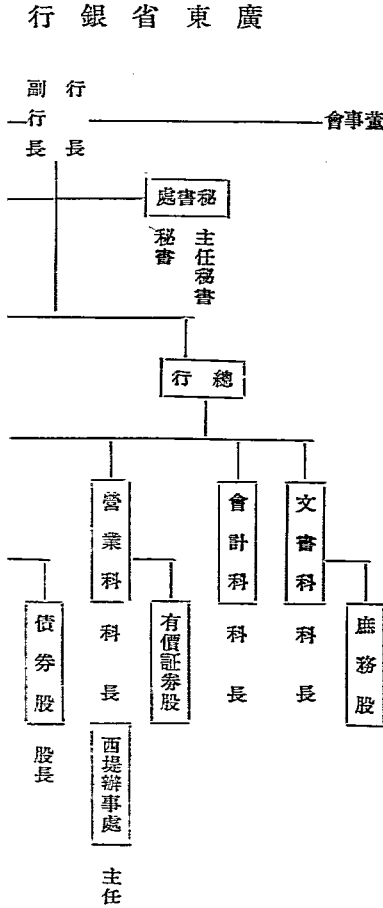 廣東省銀行
董事會
行長
副行長
秘書處
主任秘書
秘書
總行
文書科
科長
庶務股
會計科
科長
營業科
科長
有價証券股
西堤辦事處
主任
債券股
股長